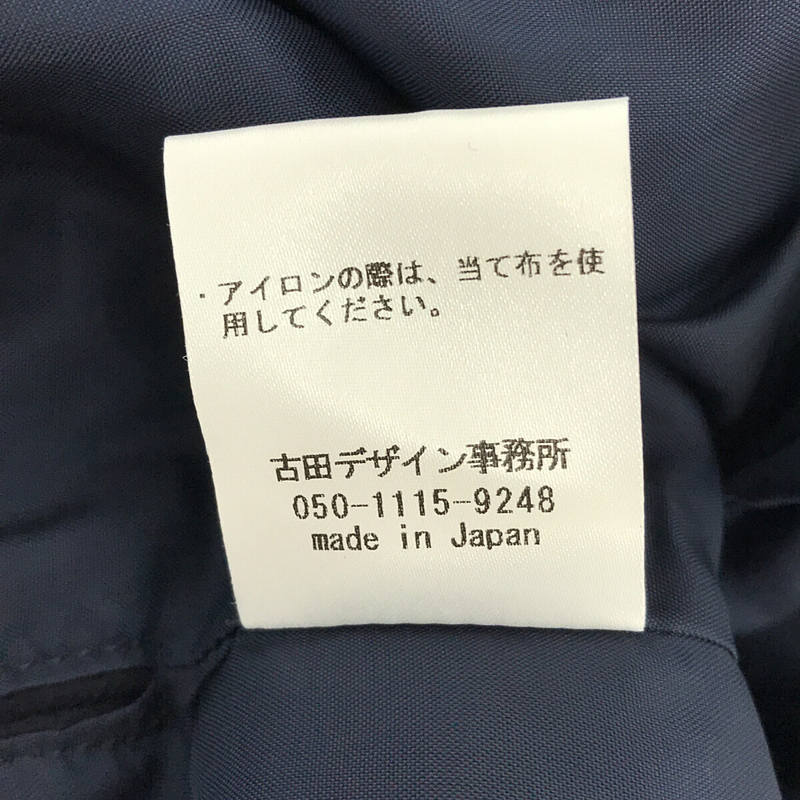 ・アイロンの際は、当て布を使
用してください。
古田デザイン事務所
050-1115-9248
made in Japan